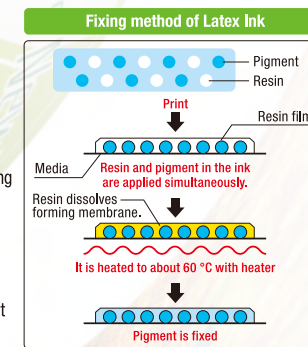 Fixing method of Latex Ink
Pigment
Resin
Print
Resin film
Media
Resin and pigment in the ink
are applied simultaneously.
Resin dissolves
forming membrane.
It is heated to about 60 °C with heater
Pigment is fixed